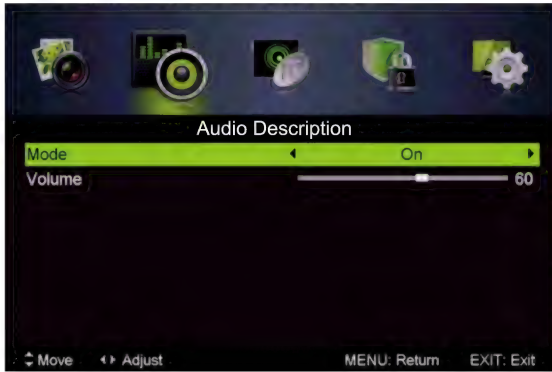 Audio Description
Mode On
Volume 60
Move Adjust MENU: Return EXIT: Exit